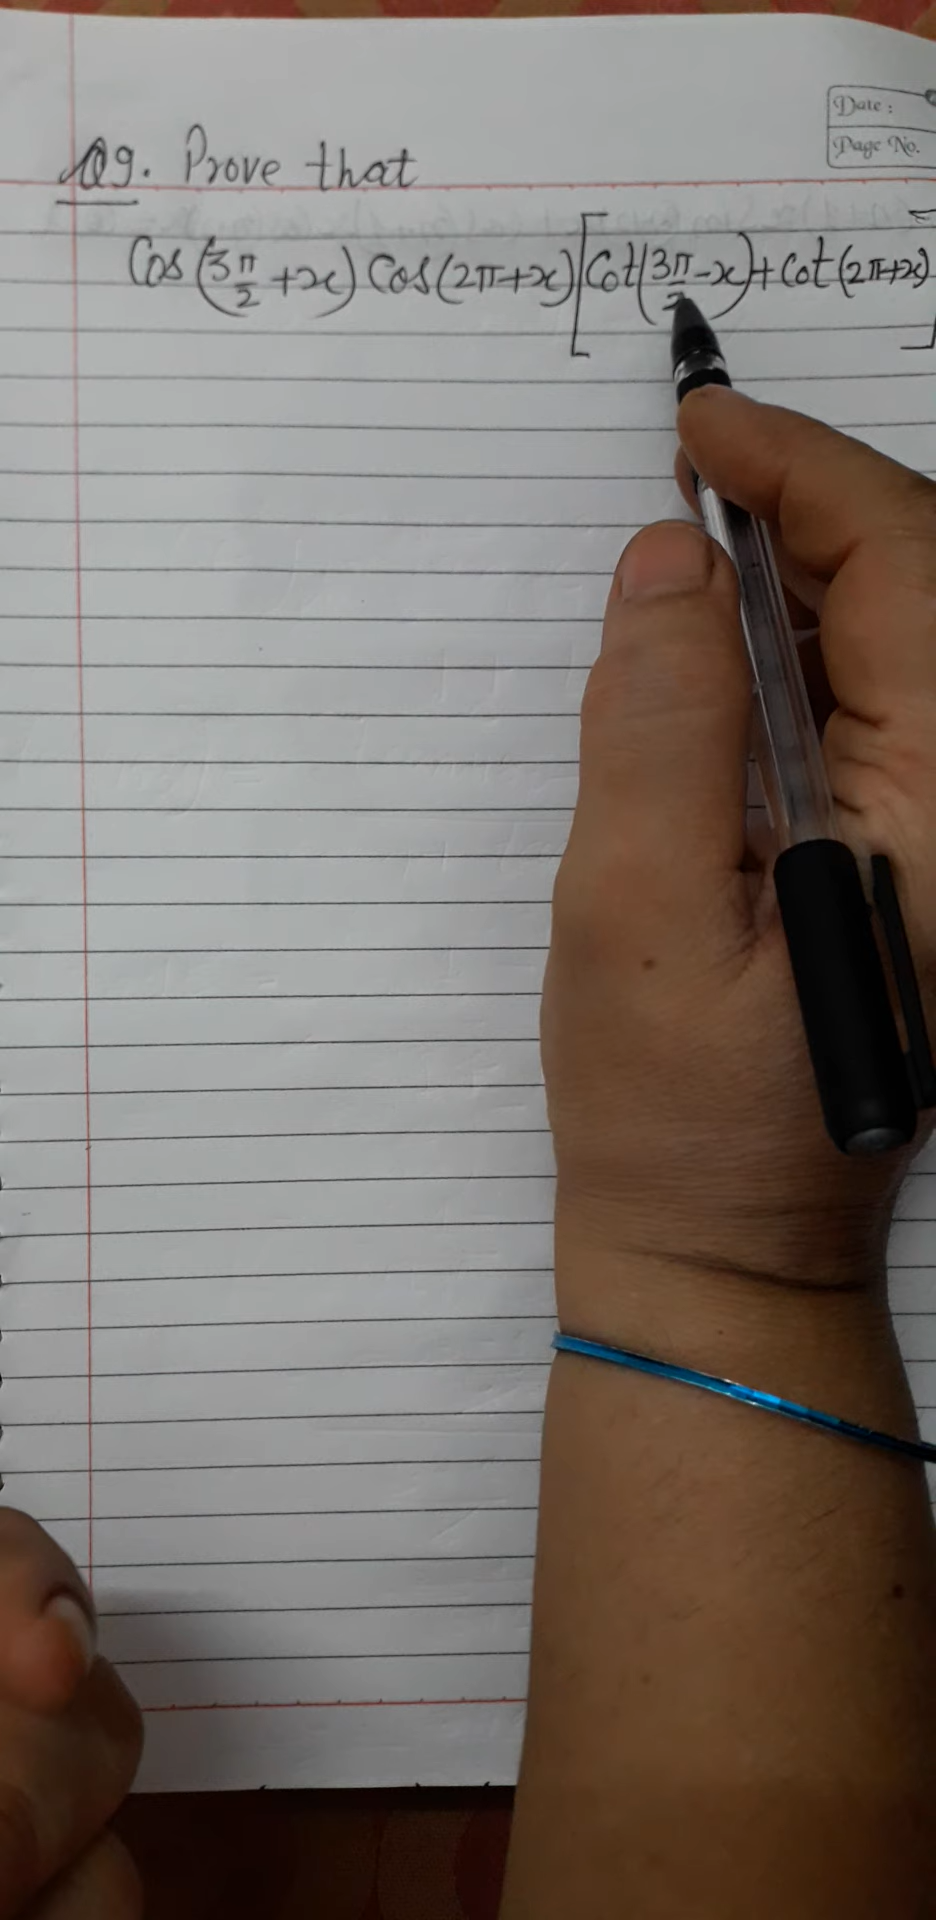 Date :
Page No.
Q9. Prove that
Cos(3π/2 +x) Cos(2π+x)[Cot(3π/2 -x)+Cot(2π+x)]